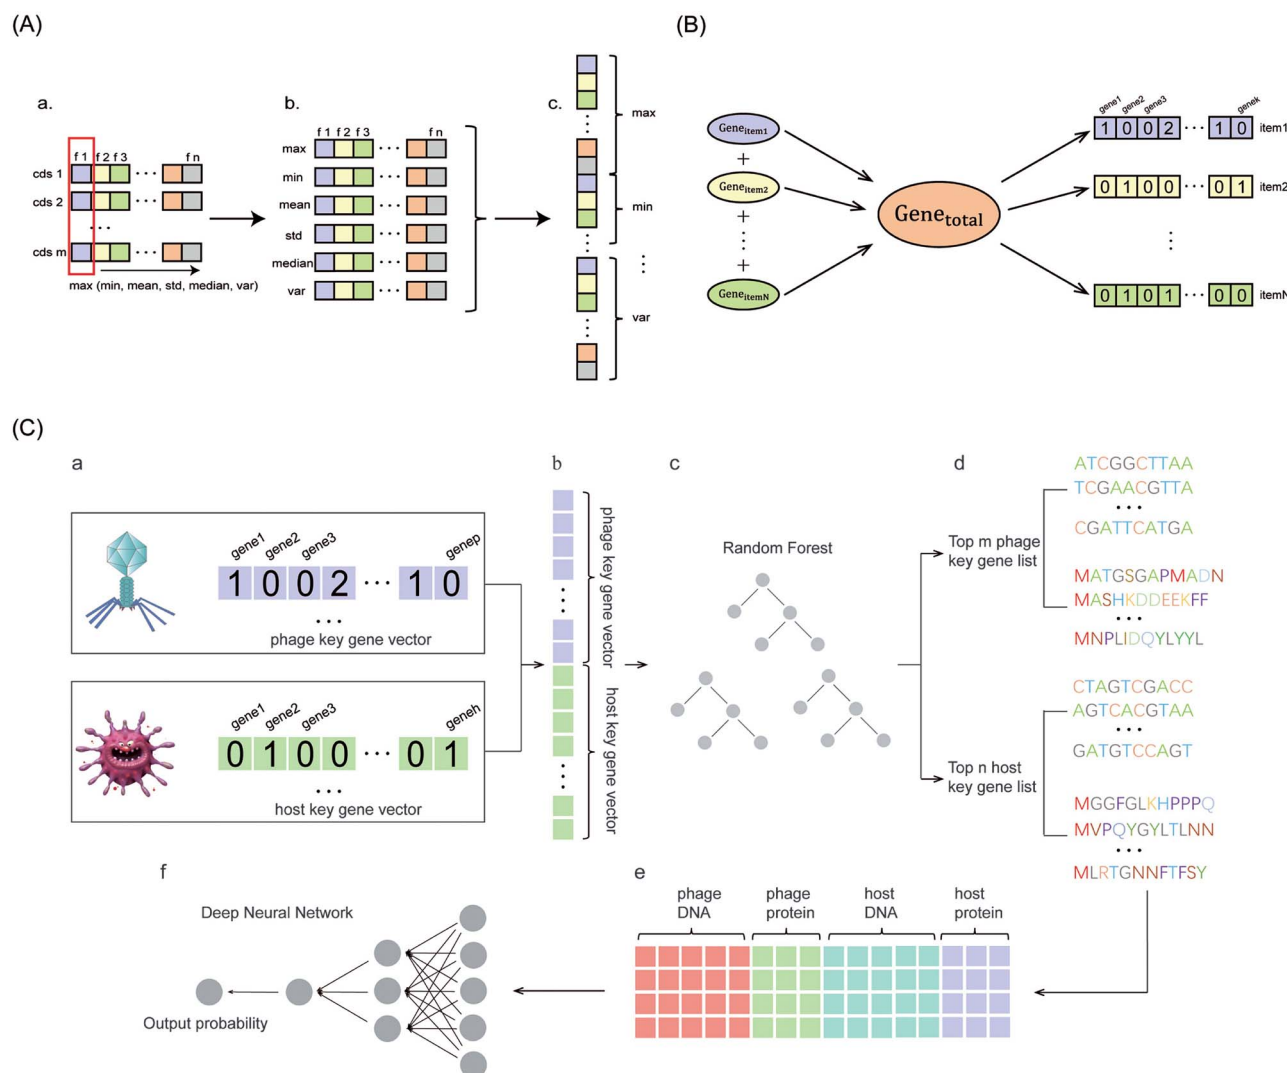 (A)
a.
f 1 f 2 f 3 f n
cds 1 ···
cds 2 ···
···
cds m ···
max (min, mean, std, median, var)
b.
f 1 f 2 f 3 f n
max ···
min ···
mean ···
std ···
median ···
var ···
c.
max
min
var
(B)
Geneitem1
+
Geneitem2
+
+
GeneitemN
Genetotal
gene1 gene2 gene3 genek
1 0 0 2 ··· 1 0 item1
0 1 0 0 ··· 0 1 item2
0 1 0 1 ··· 0 0 itemN
(C)
a
gene1 gene2 gene3 genep
1 0 0 2 ··· 1 0
...
phage key gene vector
gene1 gene2 gene3 geneh
0 1 0 0 ··· 0 1
...
host key gene vector
b
phage key gene vector
host key gene vector
c
Random Forest
d
Top m phage
key gene list
ATCGGCTTAA
TCGAACGTTA
...
CGATTCATGA
MATGSGAPMADN
MASHKDDEEKFF
...
MNPLIDQYLYYL
Top n host
key gene list
CTAGTCGACC
AGTCACGTAA
...
GATGTCCAGT
MGGFGLKHPPPQ
MVPQYGYLTLNN
...
MLRTGNNFTFSY
e
phage
DNA
phage
protein
host
DNA
host
protein
f
Deep Neural Network
Output probability